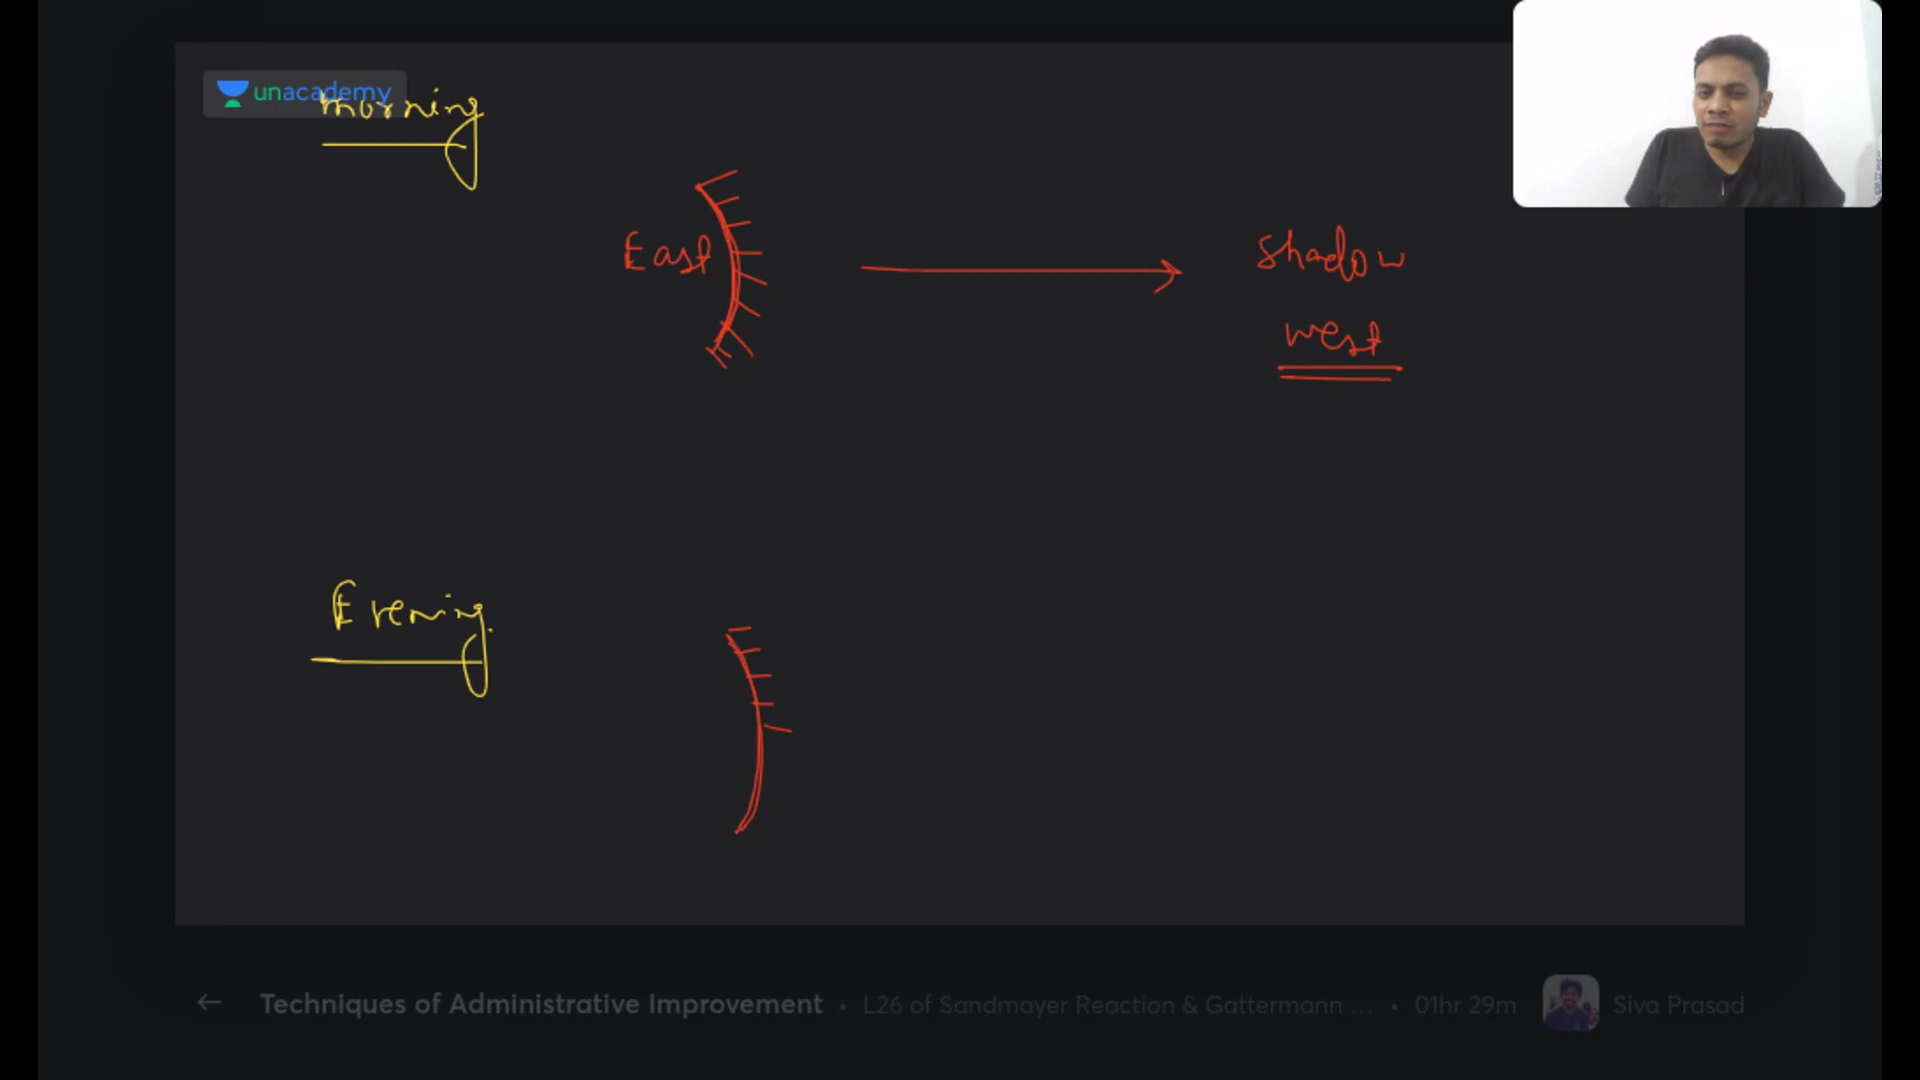 unacademy
morning
East
Shadow
West
Evening
← Techniques of Administrative Improvement • L26 of Sandmayer Reaction & Gattermann ... • 01hr 29m Siva Prasad